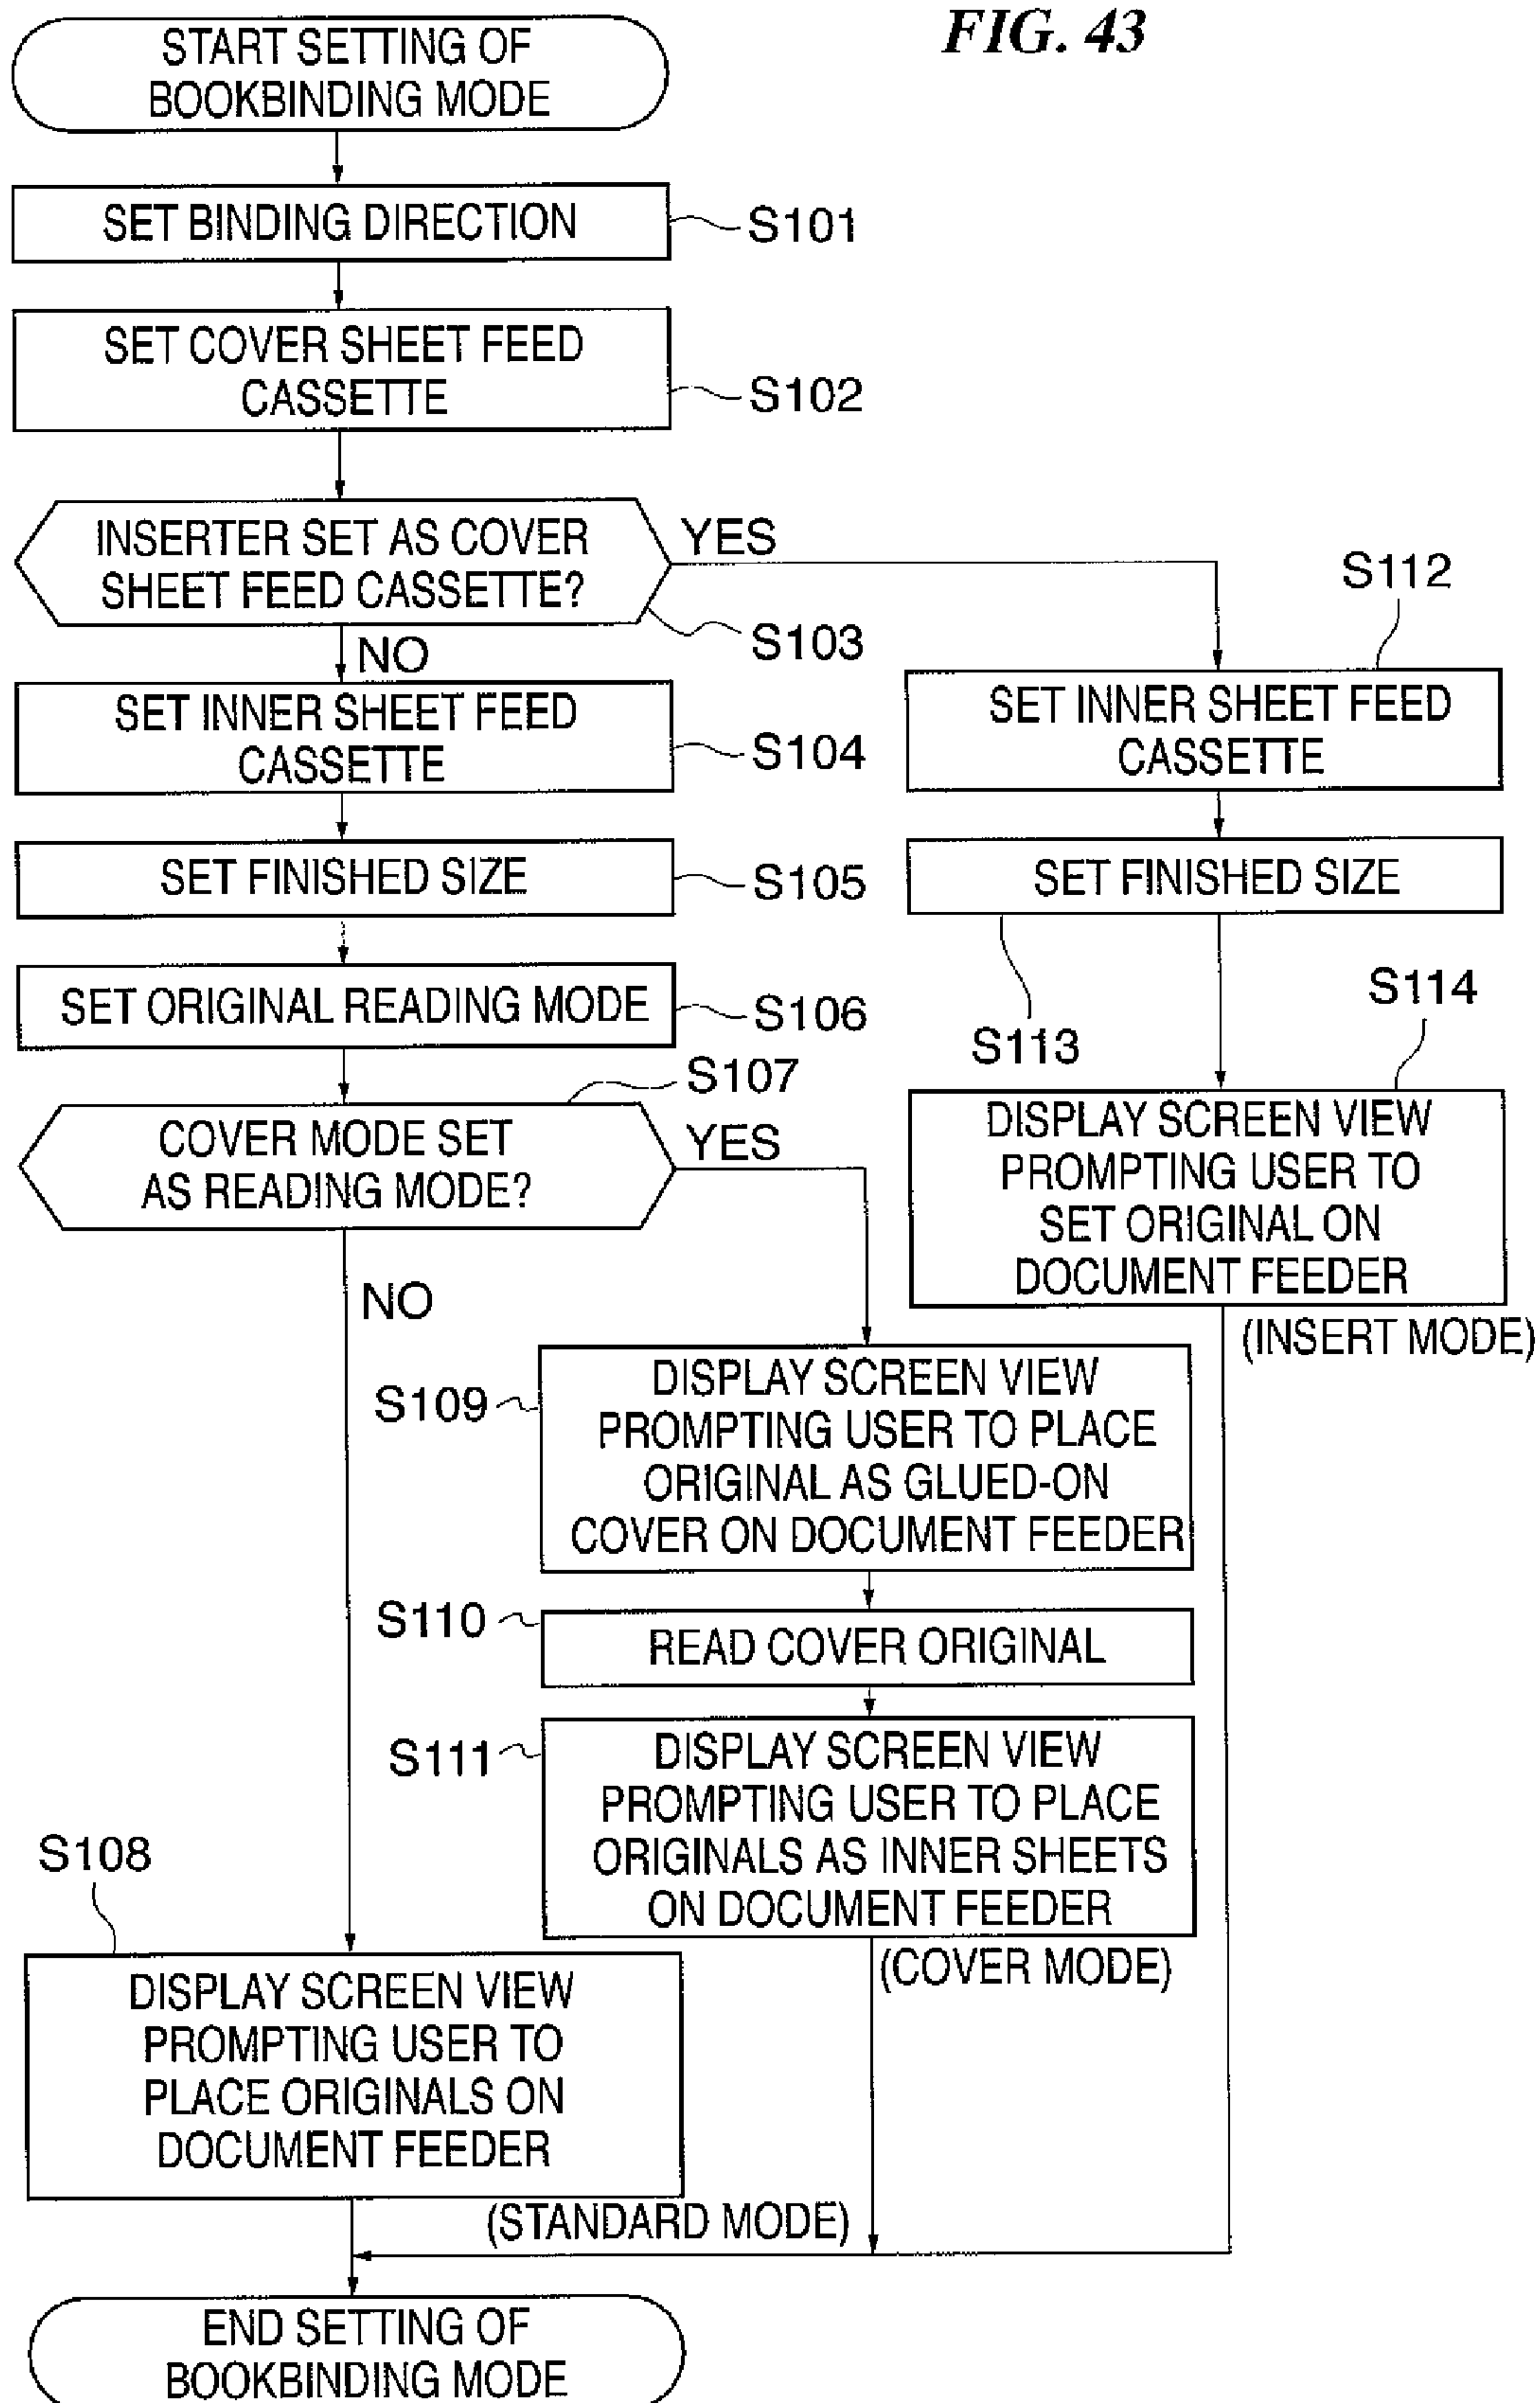 FIG. 43
START SETTING OF
BOOKBINDING MODE
SET BINDING DIRECTION
S101
SET COVER SHEET FEED
CASSETTE
S102
INSERTER SET AS COVER
SHEET FEED CASSETTE?
YES
S103
NO
S112
SET INNER SHEET FEED
CASSETTE
S104
SET INNER SHEET FEED
CASSETTE
SET FINISHED SIZE
S105
SET FINISHED SIZE
S113
SET ORIGINAL READING MODE
S106
S114
S107
COVER MODE SET
AS READING MODE?
YES
NO
DISPLAY SCREEN VIEW
PROMPTING USER TO
SET ORIGINAL ON
DOCUMENT FEEDER
(INSERT MODE)
S109
DISPLAY SCREEN VIEW
PROMPTING USER TO PLACE
ORIGINAL AS GLUED-ON
COVER ON DOCUMENT FEEDER
S110
READ COVER ORIGINAL
S111
DISPLAY SCREEN VIEW
PROMPTING USER TO PLACE
ORIGINALS AS INNER SHEETS
ON DOCUMENT FEEDER
(COVER MODE)
S108
DISPLAY SCREEN VIEW
PROMPTING USER TO
PLACE ORIGINALS ON
DOCUMENT FEEDER
(STANDARD MODE)
END SETTING OF
BOOKBINDING MODE